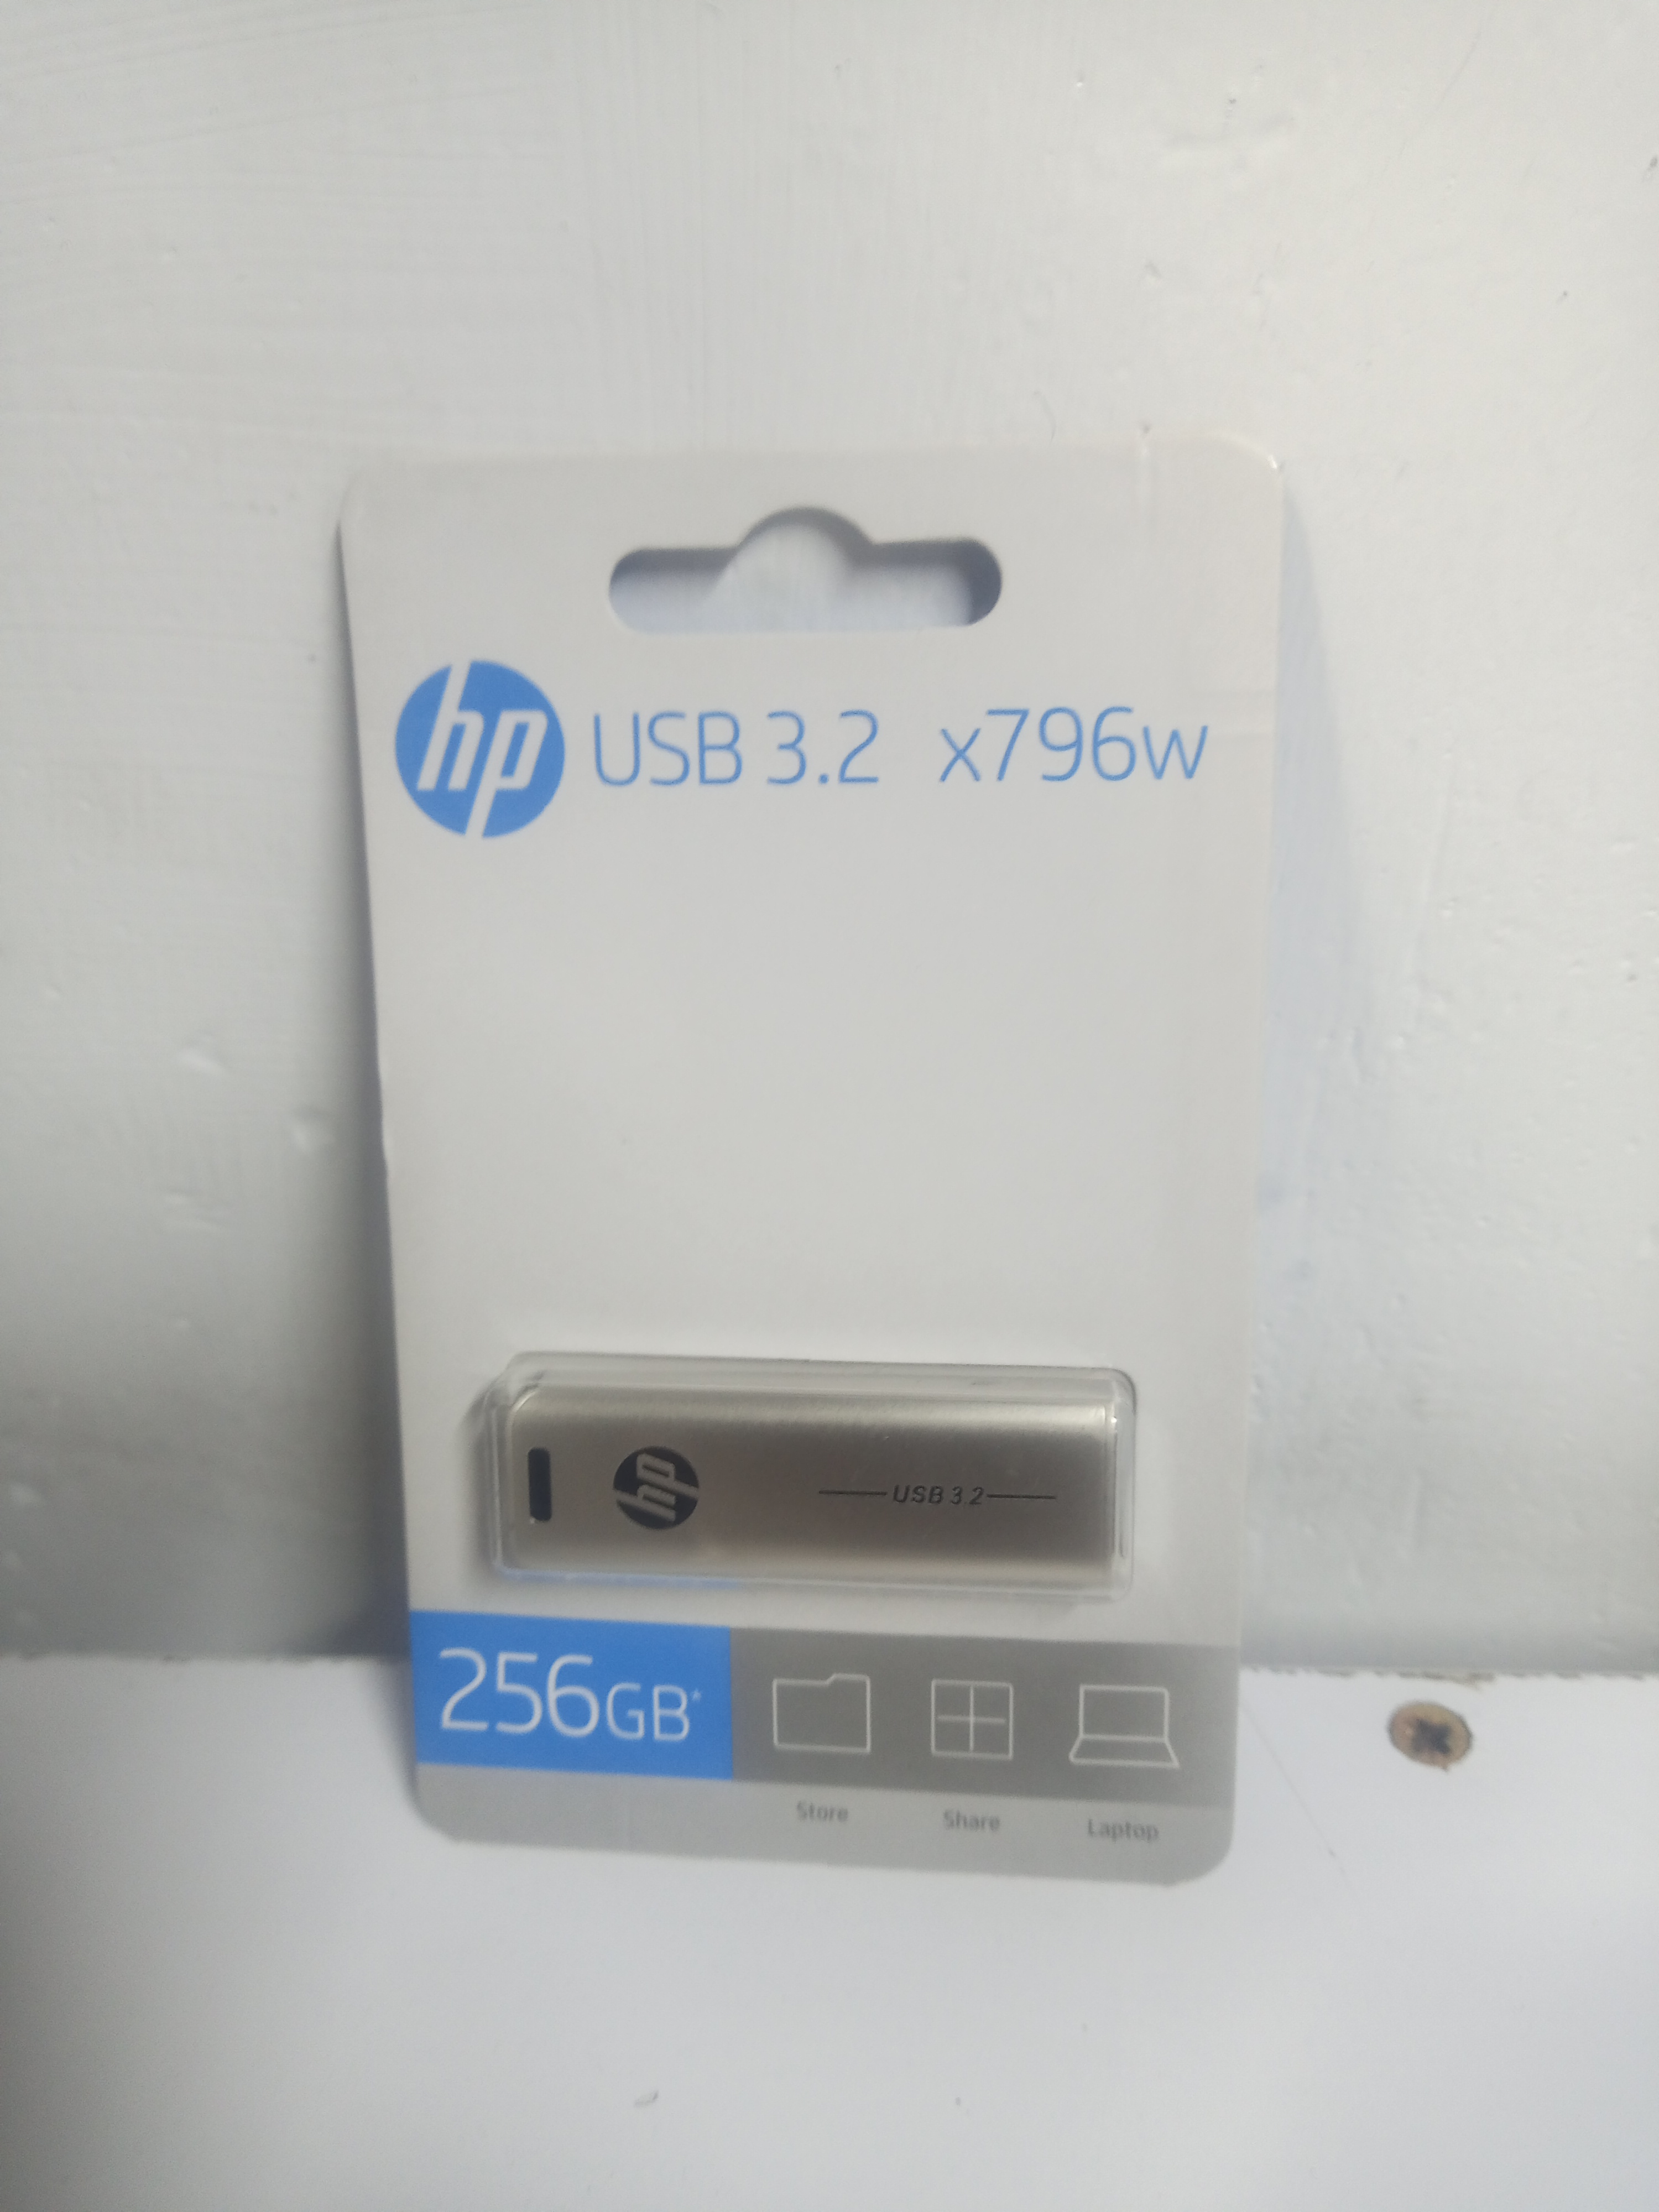 hp USB 3.2 x796w
hp USB 3.2
256GB*
Store Share Laptop